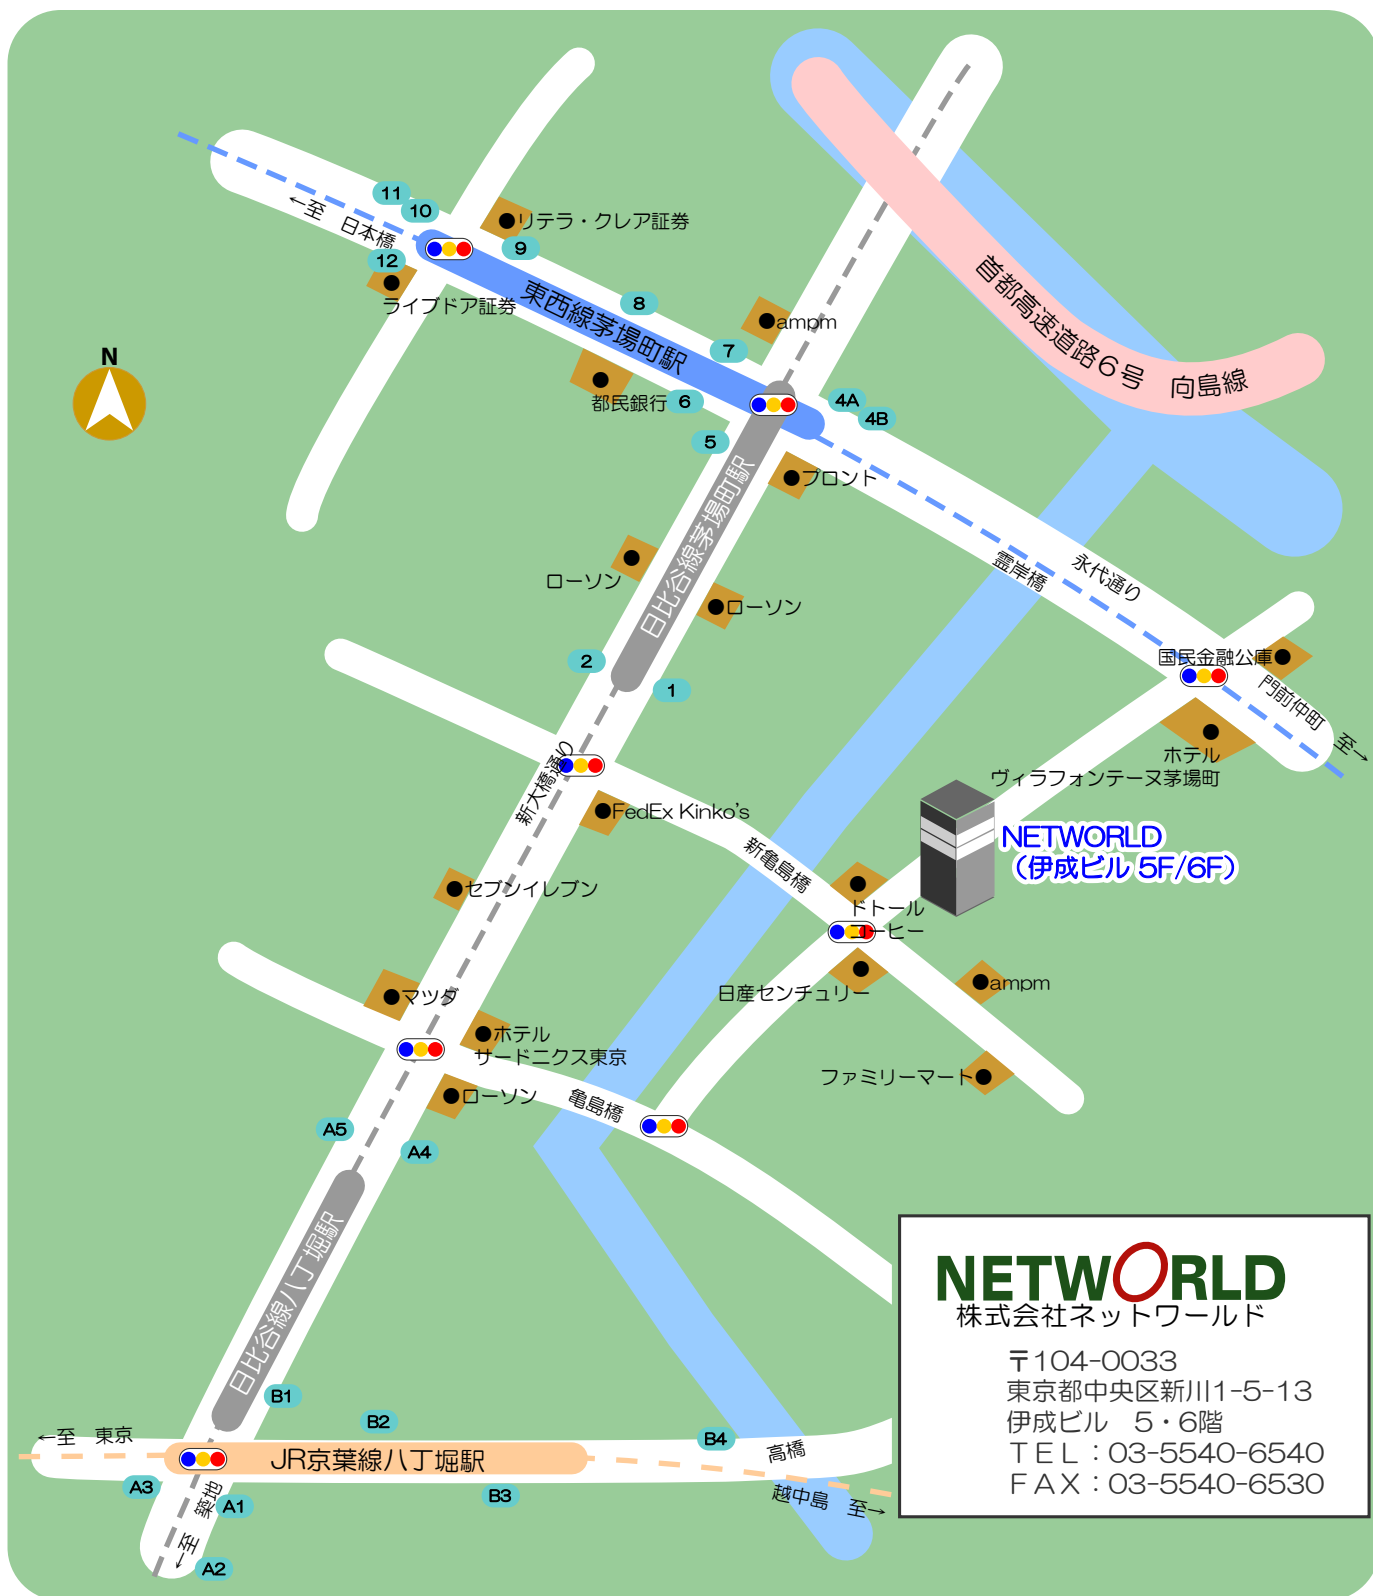 11
10
←至　日本橋
リテラ・クレア証券
9
12
ライブドア証券
8
東西線茅場町駅
ampm
7
首都高速道路6号　向島線
N
都民銀行
6
4A
4B
5
プロント
日比谷線茅場町駅
ローソン
ローソン
霊岸橋
永代通り
2
1
国民金融公庫
門前仲町　至→
ホテル
ヴィラフォンテーヌ茅場町
新大橋通り
FedEx Kinko's
NETWORLD
（伊成ビル 5F/6F）
新亀島橋
セブンイレブン
ドトール
コーヒー
日産センチュリー
ampm
マツダ
ホテル
サードニクス東京
ファミリーマート
ローソン
亀島橋
A5
A4
日比谷線八丁堀駅
B1
B2
B4
←至　東京
JR京葉線八丁堀駅
高橋
A3
A1
B3
越中島　至→
←至　築地
A2
NETWORLD
株式会社ネットワールド
〒104-0033
東京都中央区新川1-5-13
伊成ビル　5・6階
ＴＥＬ：03-5540-6540
ＦＡＸ：03-5540-6530